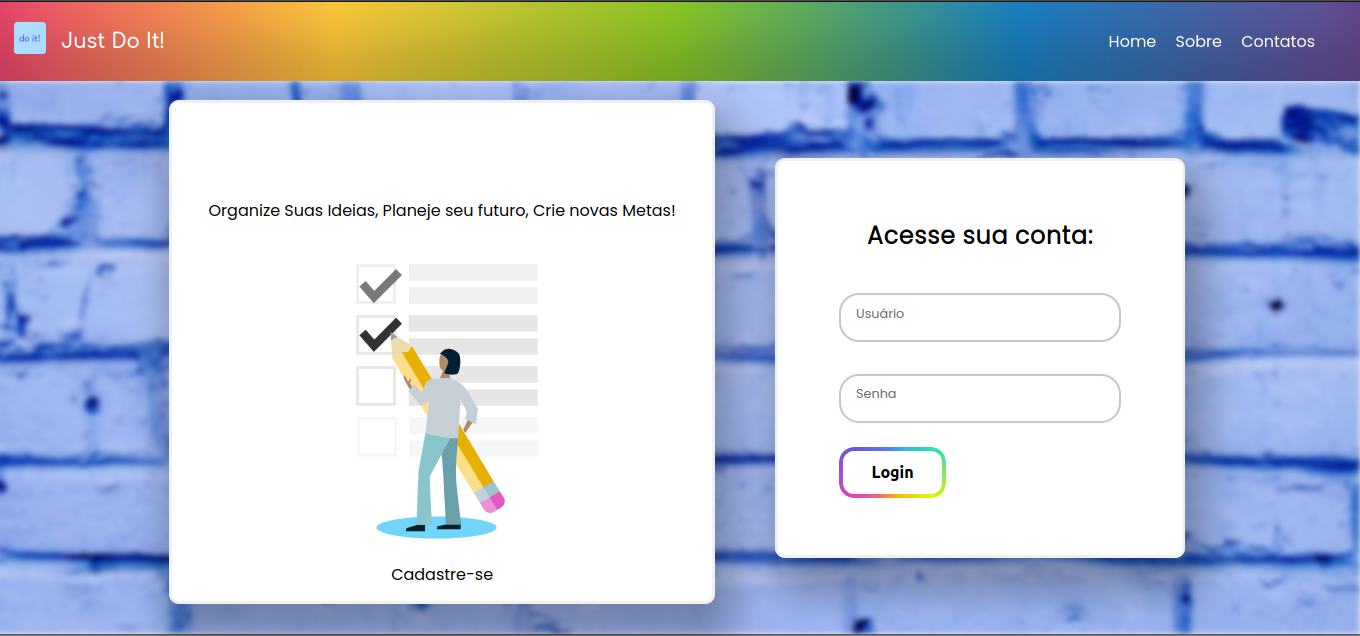 do it!
Just Do It!
Home Sobre Contatos
Organize Suas Ideias, Planeje seu futuro, Crie novas Metas!
Cadastre-se
Acesse sua conta:
Usuário
Senha
Login